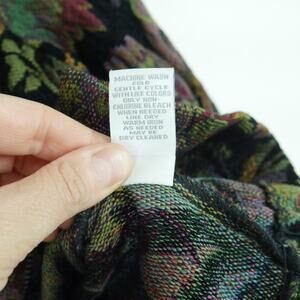 MACHINE WASH
COLD
GENTLE CYCLE
WITH LIKE COLORS
ONLY NON-
CHLORINE BLEACH
WHEN NEEDED
LINE DRY
WARM IRON
AS NEEDED
MAY BE
DRY CLEANED